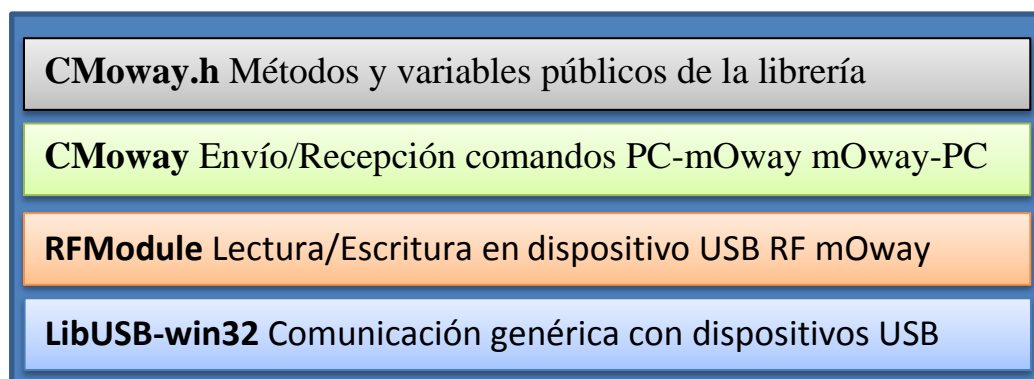 CMoway.h Métodos y variables públicos de la librería
CMoway Envío/Recepción comandos PC-mOway mOway-PC
RFModule Lectura/Escritura en dispositivo USB RF mOway
LibUSB-win32 Comunicación genérica con dispositivos USB